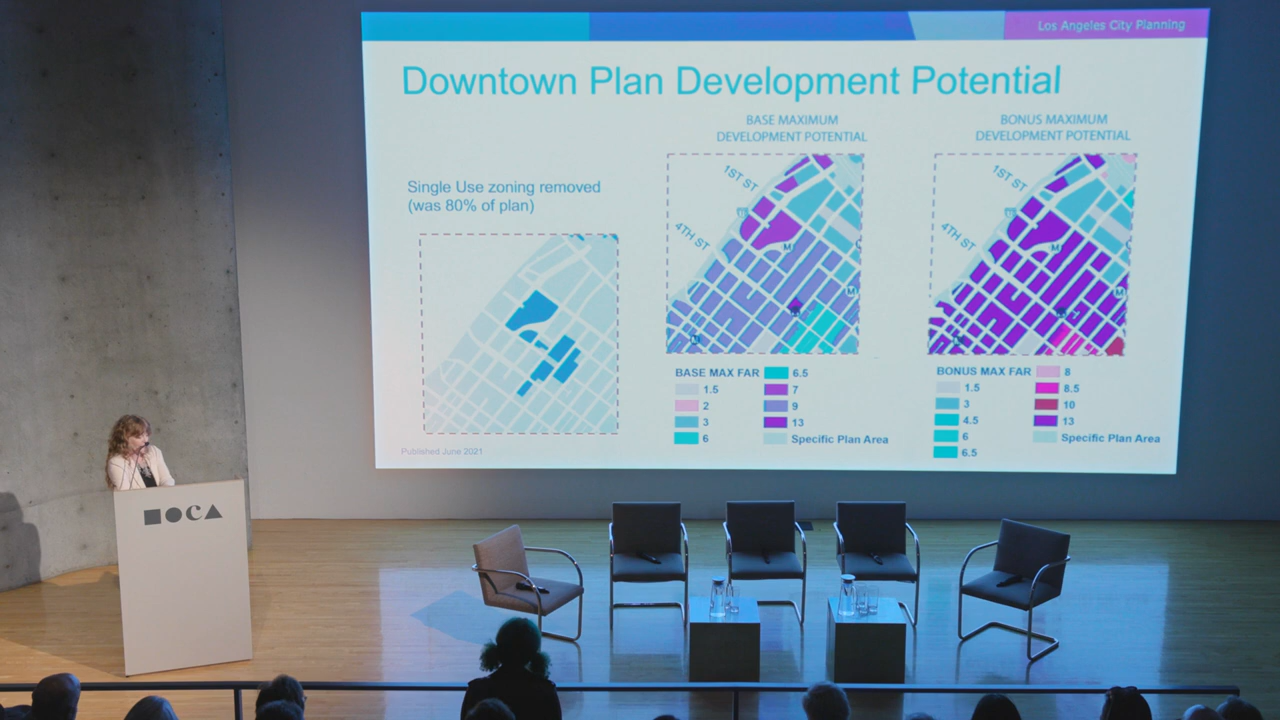 Los Angeles City Planning
Downtown Plan Development Potential
Single Use zoning removed
(was 80% of plan)
BASE MAXIMUM
DEVELOPMENT POTENTIAL
1ST ST
4TH ST
M
M
BASE MAX FAR
1.5
2
3
6
6.5
7
9
13
Specific Plan Area
BONUS MAXIMUM
DEVELOPMENT POTENTIAL
1ST ST
4TH ST
M
M
BONUS MAX FAR
1.5
3
4.5
6
6.5
8
8.5
10
13
Specific Plan Area
Published June 2021
MOCA